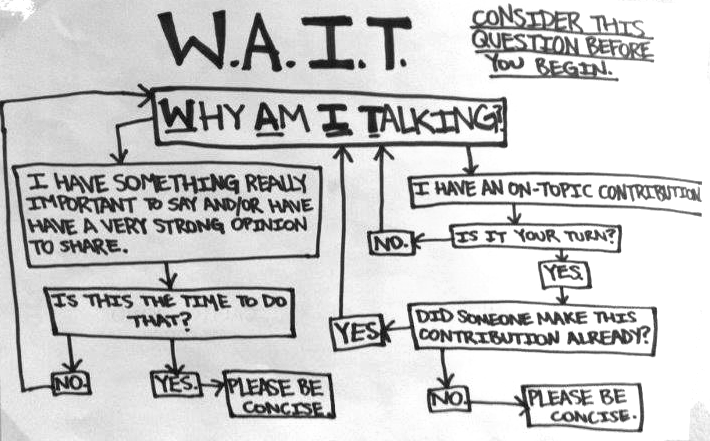 W.A.I.T.
CONSIDER THIS
QUESTION BEFORE
YOU BEGIN.
WHY AM I TALKING?
I HAVE SOMETHING REALLY
IMPORTANT TO SAY AND/OR HAVE
HAVE A VERY STRONG OPINION
TO SHARE.
IS THIS THE TIME TO DO
THAT?
NO.
YES.
PLEASE BE
CONCISE.
I HAVE AN ON-TOPIC CONTRIBUTION
IS IT YOUR TURN?
NO.
YES.
DID SOMEONE MAKE THIS
CONTRIBUTION ALREADY?
YES
NO.
PLEASE BE
CONCISE.